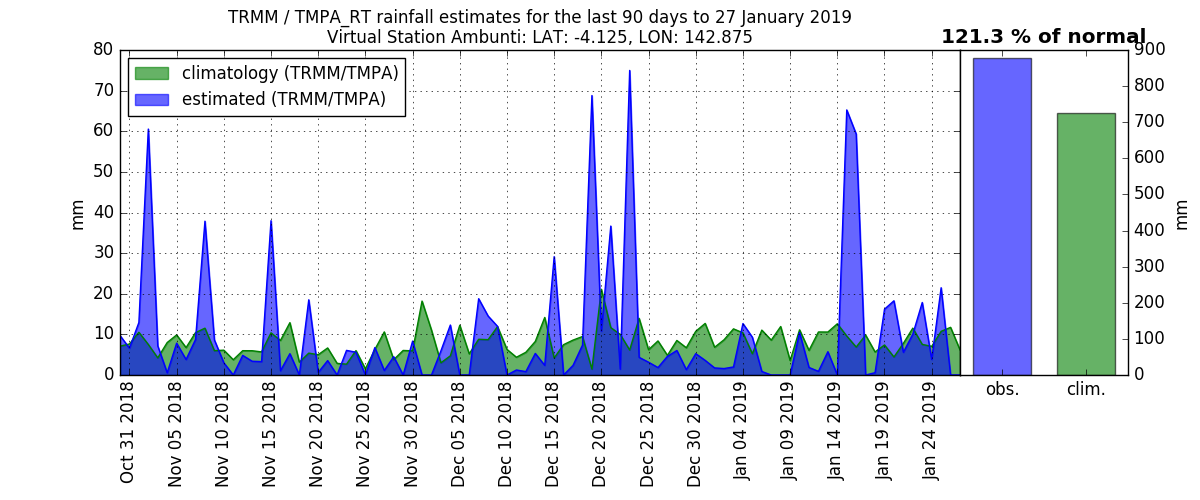 TRMM / TMPA_RT rainfall estimates for the last 90 days to 27 January 2019
Virtual Station Ambunti: LAT: -4.125, LON: 142.875
121.3 % of normal
climatology (TRMM/TMPA)
estimated (TRMM/TMPA)
mm
80
70
60
50
40
30
20
10
0
Oct 31 2018
Nov 05 2018
Nov 10 2018
Nov 15 2018
Nov 20 2018
Nov 25 2018
Nov 30 2018
Dec 05 2018
Dec 10 2018
Dec 15 2018
Dec 20 2018
Dec 25 2018
Dec 30 2018
Jan 04 2019
Jan 09 2019
Jan 14 2019
Jan 19 2019
Jan 24 2019
obs.
clim.
900
800
700
600
500
400
300
200
100
0
mm